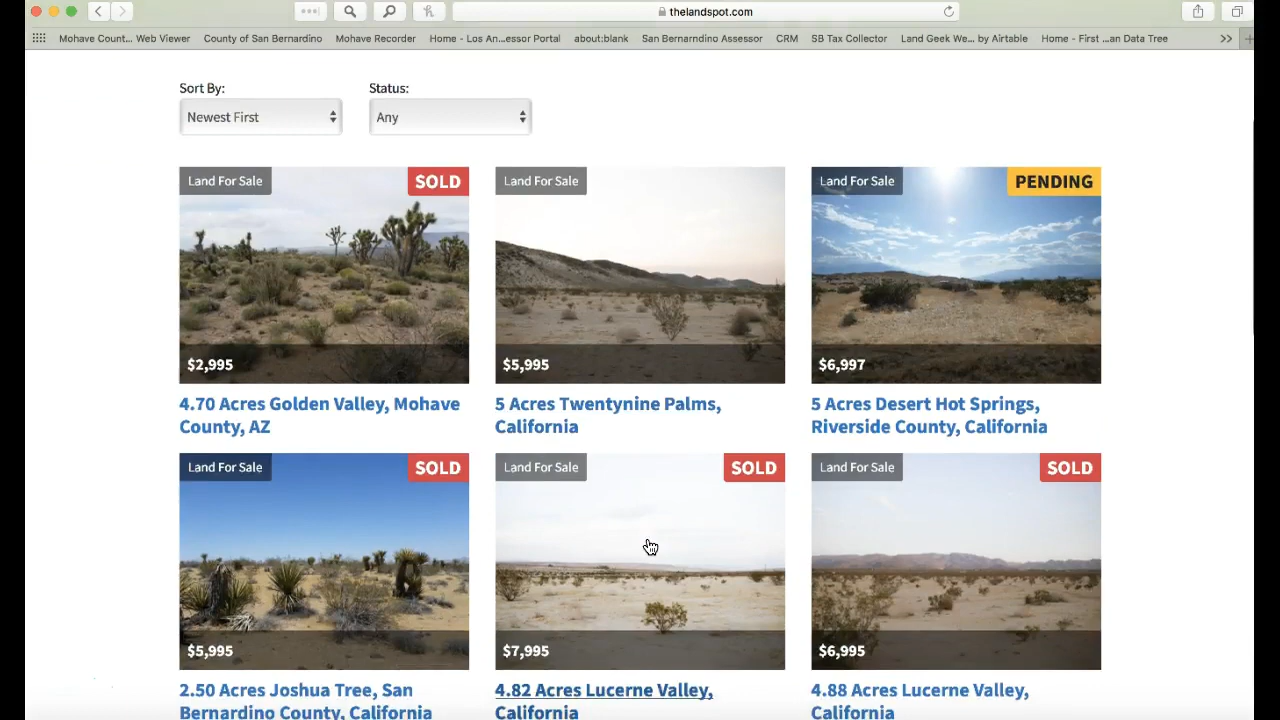 thelandspot.com
Mohave Count... Web Viewer County of San Bernardino Mohave Recorder Home - Los An...essor Portal about:blank San Bernarndino Assessor CRM SB Tax Collector Land Geek We... by Airtable Home - First ...an Data Tree >>
Sort By: Status:
Newest First Any
Land For Sale SOLD Land For Sale Land For Sale PENDING
$2,995 $5,995 $6,997
4.70 Acres Golden Valley, Mohave 5 Acres Twentynine Palms, 5 Acres Desert Hot Springs,
County, AZ California Riverside County, California
Land For Sale SOLD Land For Sale SOLD Land For Sale SOLD
$5,995 $7,995 $6,995
2.50 Acres Joshua Tree, San 4.82 Acres Lucerne Valley, 4.88 Acres Lucerne Valley,
Bernardino County, California California California